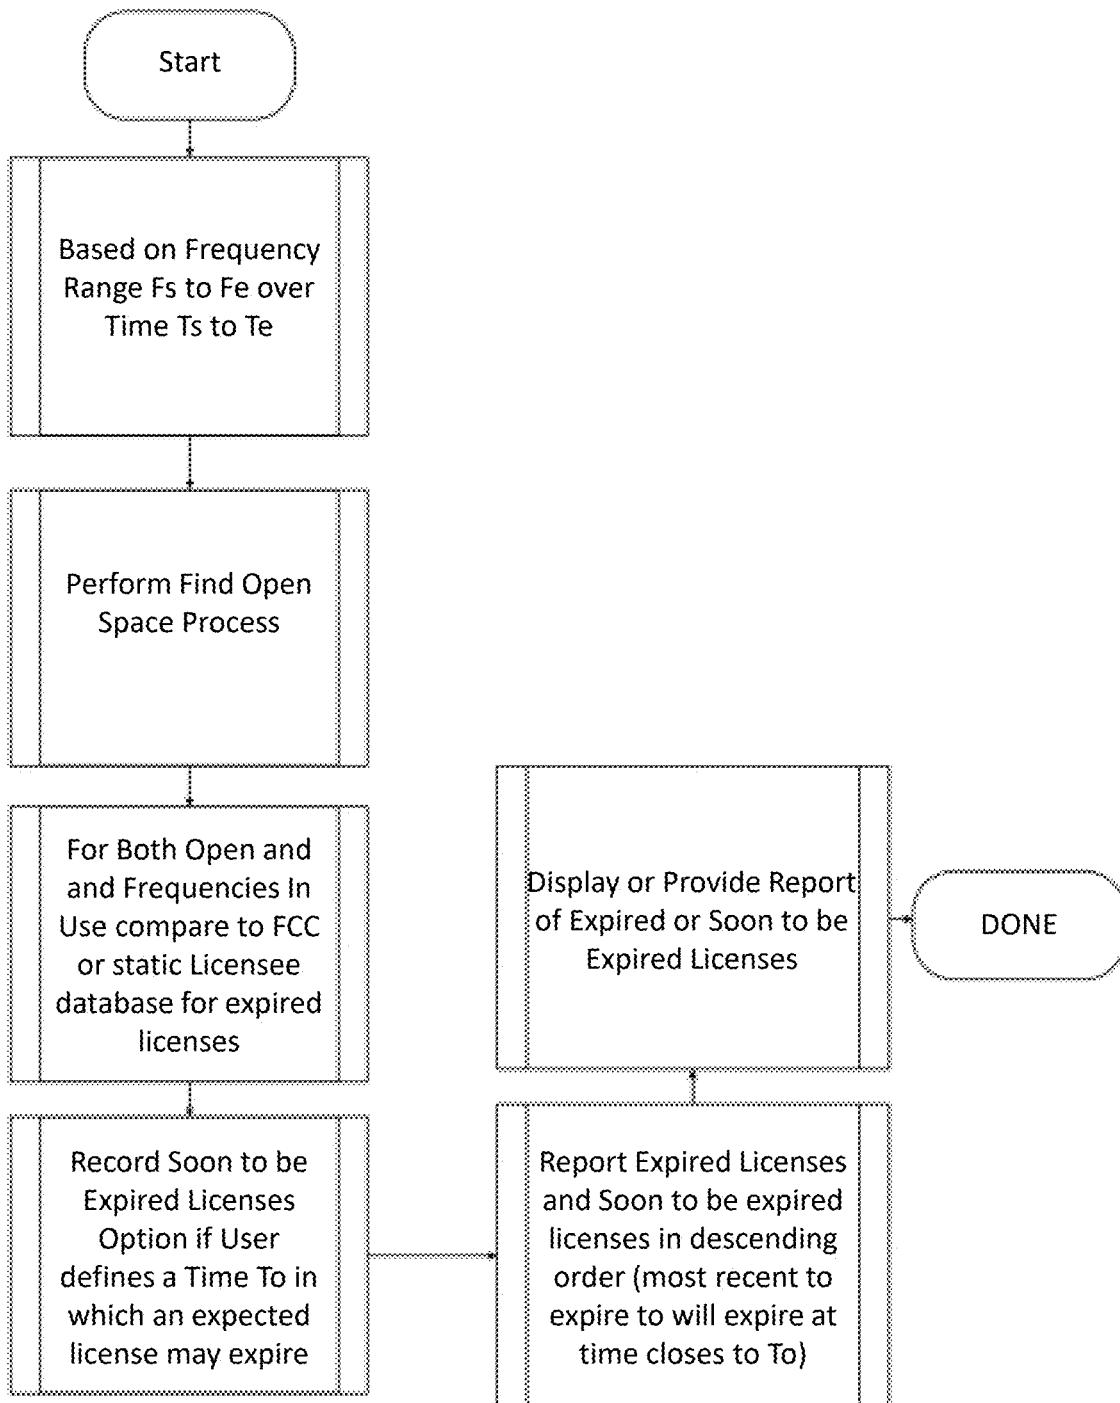 Start
Based on Frequency
Range Fs to Fe over
Time Ts to Te
Perform Find Open
Space Process
For Both Open and
and Frequencies In
Use compare to FCC
or static Licensee
database for expired
licenses
Record Soon to be
Expired Licenses
Option if User
defines a Time To in
which an expected
license may expire
Report Expired Licenses
and Soon to be expired
licenses in descending
order (most recent to
expire to will expire at
time closes to To)
Display or Provide Report
of Expired or Soon to be
Expired Licenses
DONE